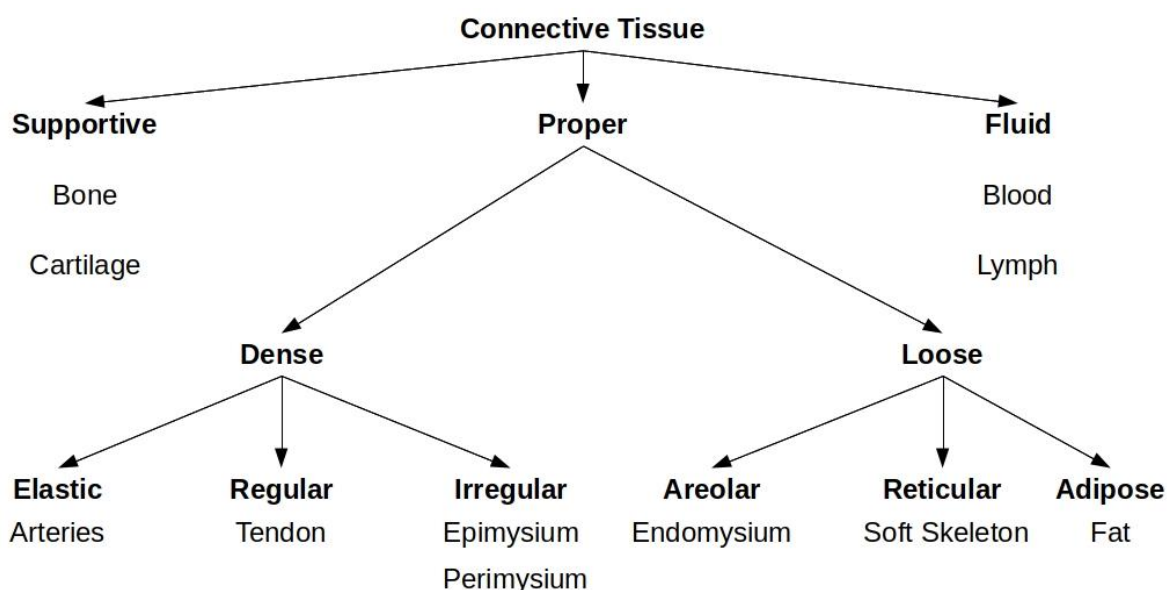 Connective Tissue
Supportive Proper Fluid
Bone Blood
Cartilage Lymph
Dense Loose
Elastic Regular Irregular Areolar Reticular Adipose
Arteries Tendon Epimysium Endomysium Soft Skeleton Fat
Perimysium